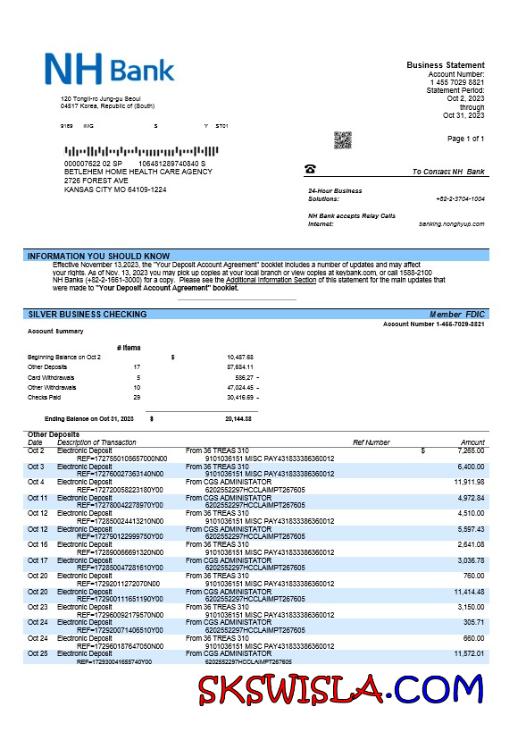 NH Bank
120 Tongil-ro Jung-gu Seoul
04517 Korea, Republic of (South)
Business Statement
Account Number:
1 455 7029 8821
Statement Period:
Oct 2, 2023
through
Oct 31, 2023
Page 1 of 1
9169 IMG S Y ST01
000007622 02 SP 106481289740840 S
BETLEHEM HOME HEALTH CARE AGENCY
2726 FOREST AVE
KANSAS CITY MO 64109-1224
To Contact NH Bank
24-Hour Business
Solutions: +82-2-3704-1004
NH Bank accepts Relay Calls
Internet: banking.nonghyup.com
INFORMATION YOU SHOULD KNOW
Effective November 13,2023, the "Your Deposit Account Agreement" booklet includes a number of updates and may affect
your rights. As of Nov. 13, 2023 you may pick up copies at your local branch or view copies at keybank.com, or call 1588-2100
NH Banks (+82-2-1661-3000) for a copy. Please see the Additional Information Section of this statement for the main updates that
were made to "Your Deposit Account Agreement" booklet.
SILVER BUSINESS CHECKING Member FDIC
Account Number 1-455-7029-8821
Account Summary
# Items
Beginning Balance on Oct 2 $ 10,487.68
Other Deposits 17 87,684.11
Card Withdrawals 5 586,27 -
Other Withdrawals 10 47,024.45 -
Checks Paid 29 30,416.69 -
Ending Balance on Oct 31, 2023 $ 20,144.38
Other Deposits
Date Description of Transaction Ref Number Amount
Oct 2 Electronic Deposit From 36 TREAS 310 $ 7,265.00
REF=1727550108657000N00 9101036151 MISC PAY431833386360012
Oct 3 Electronic Deposit From 36 TREAS 310 6,400.00
REF=172760027363140N00 9101036151 MISC PAY431833386360012
Oct 4 Electronic Deposit From CGS ADMINISTATOR 11,911.98
REF=172720058223180Y00 6202552297HCCLAIMPT267605
Oct 11 Electronic Deposit From CGS ADMINISTATOR 4,972.84
REF=172780042278970Y00 6202552297HCCLAIMPT267605
Oct 12 Electronic Deposit From 36 TREAS 310 4,510.00
REF=172850024413210N00 9101036151 MISC PAY431833386360012
Oct 12 Electronic Deposit From CGS ADMINISTATOR 5,597.43
REF=172790122999750Y00 6202552297HCCLAIMPT267605
Oct 16 Electronic Deposit From 36 TREAS 310 2,641.08
REF=172890066691320N00 9101036151 MISC PAY431833386360012
Oct 17 Electronic Deposit From CGS ADMINISTATOR 3,036.78
REF=172850047281610Y00 6202552297HCCLAIMPT267605
Oct 20 Electronic Deposit From 36 TREAS 310 760.00
REF=172920112720​70N00 9101036151 MISC PAY431833386360012
Oct 20 Electronic Deposit From CGS ADMINISTATOR 11,414.48
REF=172900111651190Y00 6202552297HCCLAIMPT267605
Oct 23 Electronic Deposit From 36 TREAS 310 3,150.00
REF=172960092179570N00 9101036151 MISC PAY431833386360012
Oct 24 Electronic Deposit From CGS ADMINISTATOR 305.71
REF=172920071406510Y00 6202552297HCCLAIMPT267605
Oct 24 Electronic Deposit From 36 TREAS 310 660.00
REF=172960187647050N00 9101036151 MISC PAY431833386360012
Oct 25 Electronic Deposit From CGS ADMINISTATOR 11,572.01
REF=172930041655740Y00 6202552297HCCLAIMPT267605
SKSWISLA.COM